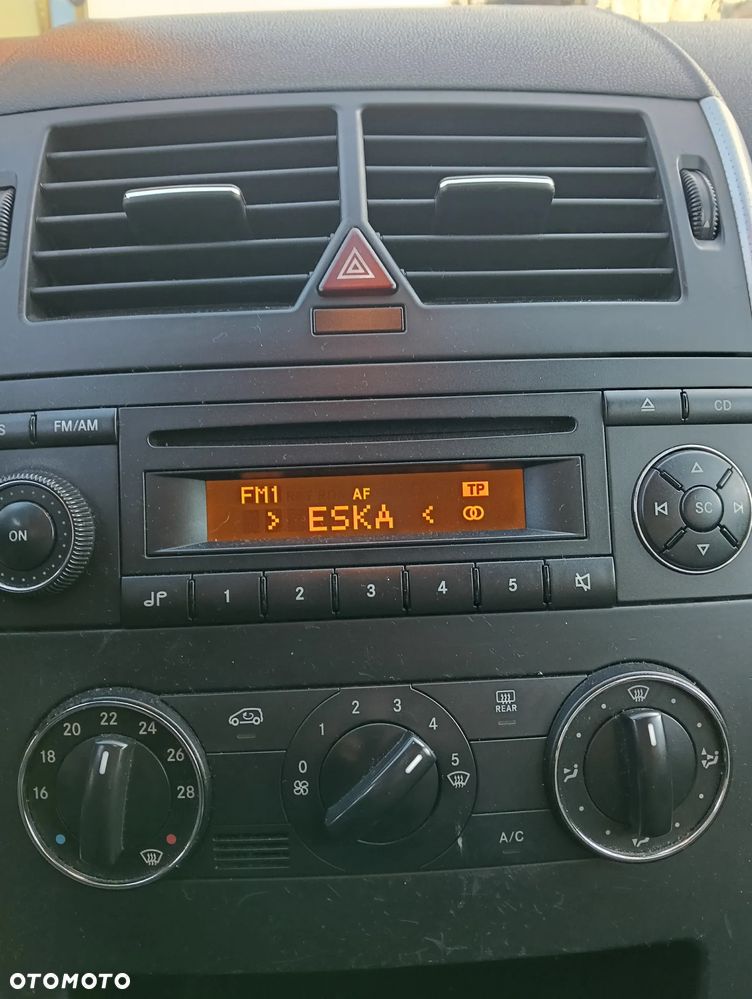 S FM/AM
CD
FM1 AF TP
> ESKA <
ON
SC
1 2 3 4 5
16 18 20 22 24 26 28
0 1 2 3 4 5
REAR
A/C
OTOMOTO